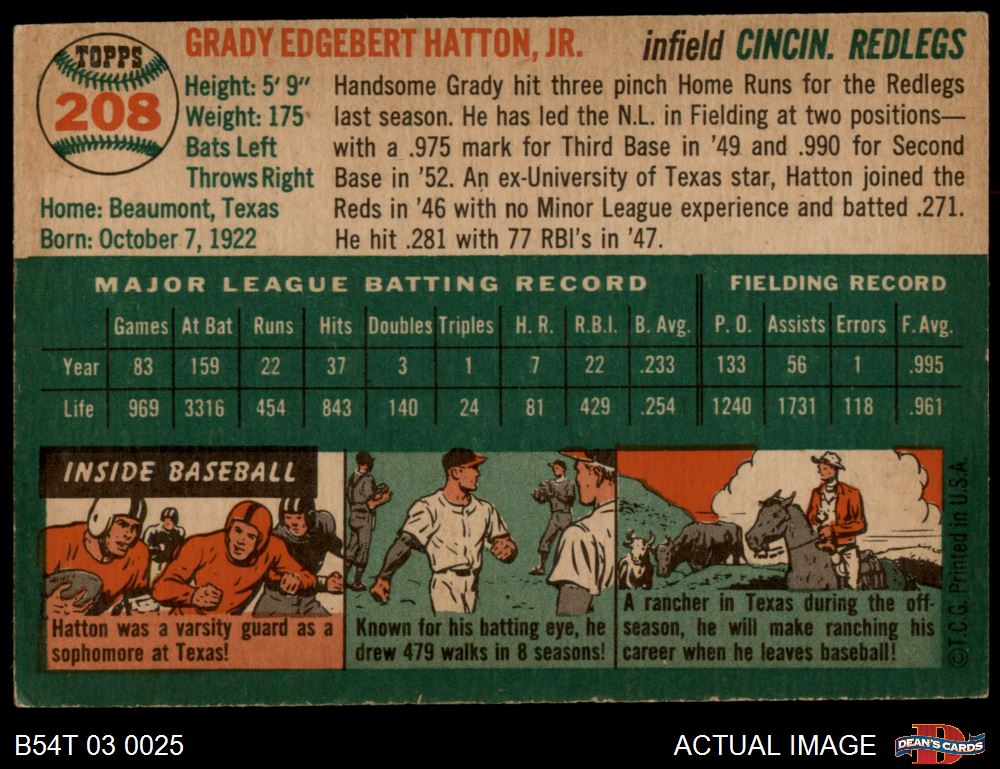 TOPPS
208
GRADY EDGEBERT HATTON, JR.
infield CINCIN. REDLEGS
Height: 5' 9"
Weight: 175
Bats Left
Throws Right
Home: Beaumont, Texas
Born: October 7, 1922
Handsome Grady hit three pinch Home Runs for the Redlegs
last season. He has led the N.L. in Fielding at two positions—
with a .975 mark for Third Base in '49 and .990 for Second
Base in '52. An ex-University of Texas star, Hatton joined the
Reds in '46 with no Minor League experience and batted .271.
He hit .281 with 77 RBI's in '47.
MAJOR LEAGUE BATTING RECORD FIELDING RECORD
Games At Bat Runs Hits Doubles Triples H. R. R.B.I. B. Avg. P. O. Assists Errors F. Avg.
Year 83 159 22 37 3 1 7 22 .233 133 56 1 .995
Life 969 3316 454 843 140 24 81 429 .254 1240 1731 118 .961
INSIDE BASEBALL
Hatton was a varsity guard as a
sophomore at Texas!
Known for his batting eye, he
drew 479 walks in 8 seasons!
A rancher in Texas during the off-
season, he will make ranching his
career when he leaves baseball!
©T.C.G. Printed in U.S.A.
B54T 03 0025
ACTUAL IMAGE
D
DEAN'S CARDS